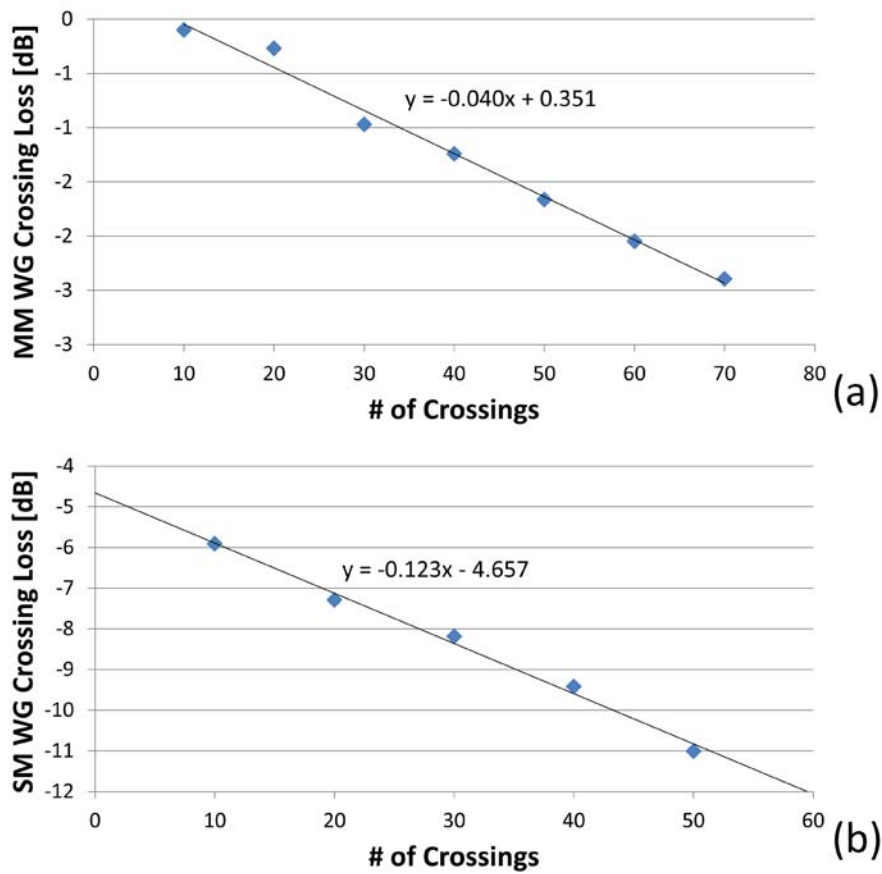 MM WG Crossing Loss [dB]
0
-1
-1
-2
-2
-3
-3
y = -0.040x + 0.351
0 10 20 30 40 50 60 70 80
# of Crossings
(a)
SM WG Crossing Loss [dB]
-4
-5
-6
-7
-8
-9
-10
-11
-12
y = -0.123x - 4.657
0 10 20 30 40 50 60
# of Crossings
(b)